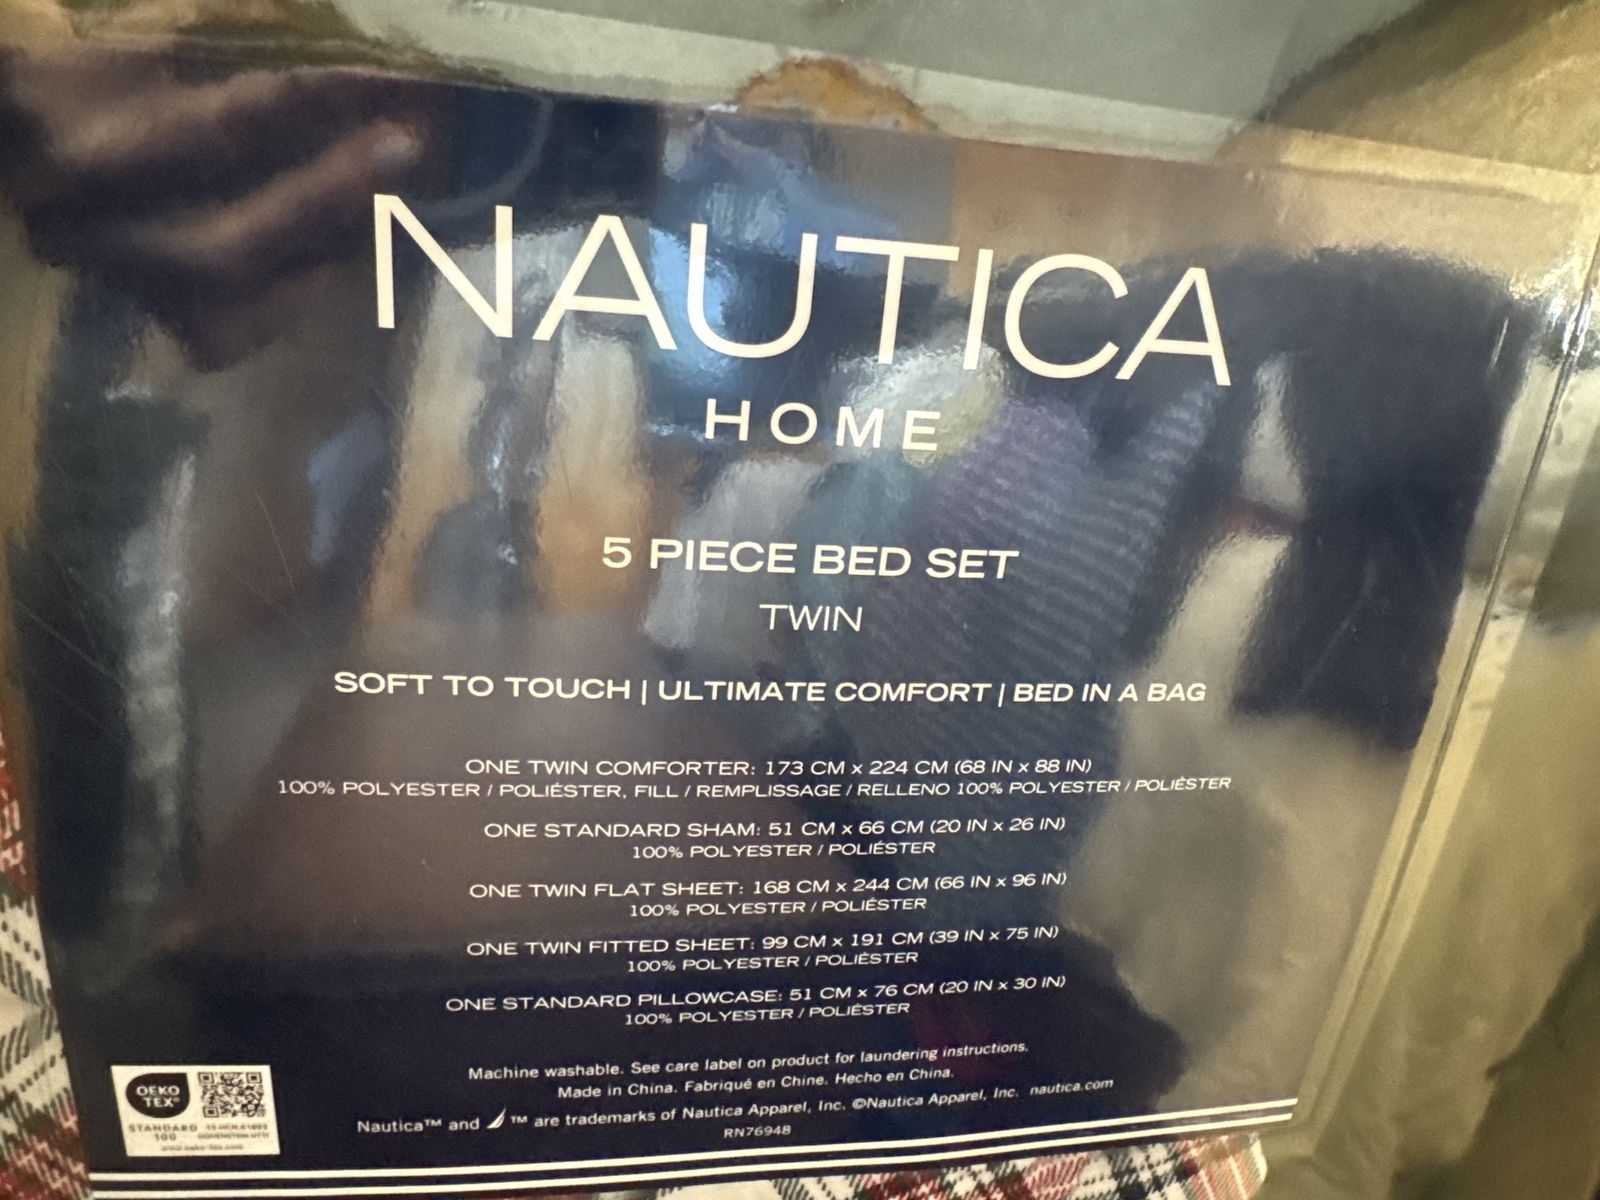 NAUTICA
HOME
5 PIECE BED SET
TWIN
SOFT TO TOUCH | ULTIMATE COMFORT | BED IN A BAG
ONE TWIN COMFORTER: 173 CM x 224 CM (68 IN x 88 IN)
100% POLYESTER / POLIÉSTER, FILL / REMPLISSAGE / RELLENO 100% POLYESTER / POLIÉSTER
ONE STANDARD SHAM: 51 CM x 66 CM (20 IN x 26 IN)
100% POLYESTER / POLIÉSTER
ONE TWIN FLAT SHEET: 168 CM x 244 CM (66 IN x 96 IN)
100% POLYESTER / POLIÉSTER
ONE TWIN FITTED SHEET: 99 CM x 191 CM (39 IN x 75 IN)
100% POLYESTER / POLIÉSTER
ONE STANDARD PILLOWCASE: 51 CM x 76 CM (20 IN x 30 IN)
100% POLYESTER / POLIÉSTER
Machine washable. See care label on product for laundering instructions.
Made in China. Fabriqué en Chine. Hecho en China.
Nautica™ and ™ are trademarks of Nautica Apparel, Inc. ©Nautica Apparel, Inc. nautica.com
RN76948
OEKO
TEX®
STANDARD
100
HOHENSTEIN HTTI
www.oeko-tex.com